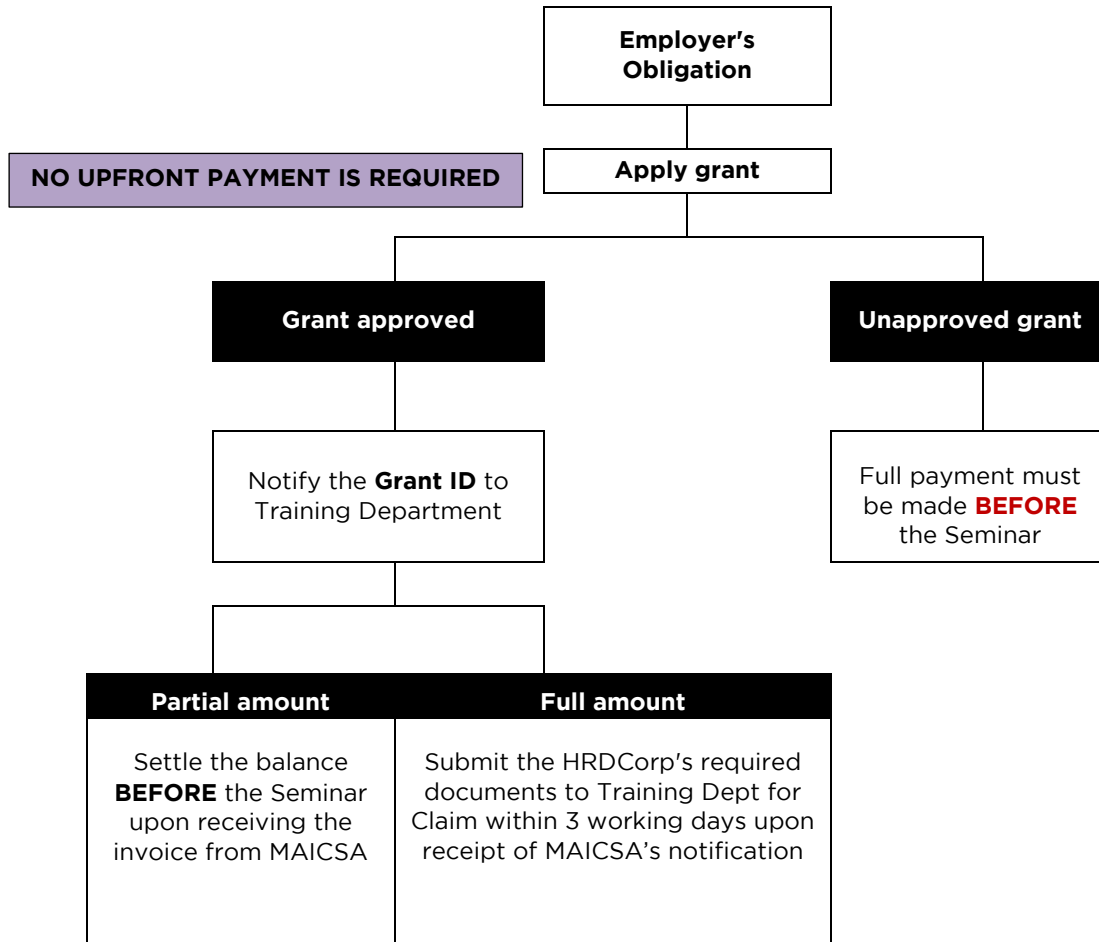 Employer's
Obligation
NO UPFRONT PAYMENT IS REQUIRED
Apply grant
Grant approved
Unapproved grant
Notify the Grant ID to
Training Department
Full payment must
be made BEFORE
the Seminar
Partial amount
Full amount
Settle the balance
BEFORE the Seminar
upon receiving the
invoice from MAICSA
Submit the HRDCorp's required
documents to Training Dept for
Claim within 3 working days upon
receipt of MAICSA’s notification